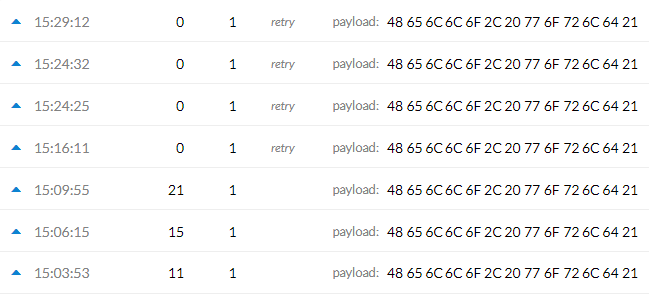 15:29:12 0 1 retry payload: 48 65 6C 6C 6F 2C 20 77 6F 72 6C 64 21
15:24:32 0 1 retry payload: 48 65 6C 6C 6F 2C 20 77 6F 72 6C 64 21
15:24:25 0 1 retry payload: 48 65 6C 6C 6F 2C 20 77 6F 72 6C 64 21
15:16:11 0 1 retry payload: 48 65 6C 6C 6F 2C 20 77 6F 72 6C 64 21
15:09:55 21 1 payload: 48 65 6C 6C 6F 2C 20 77 6F 72 6C 64 21
15:06:15 15 1 payload: 48 65 6C 6C 6F 2C 20 77 6F 72 6C 64 21
15:03:53 11 1 payload: 48 65 6C 6C 6F 2C 20 77 6F 72 6C 64 21